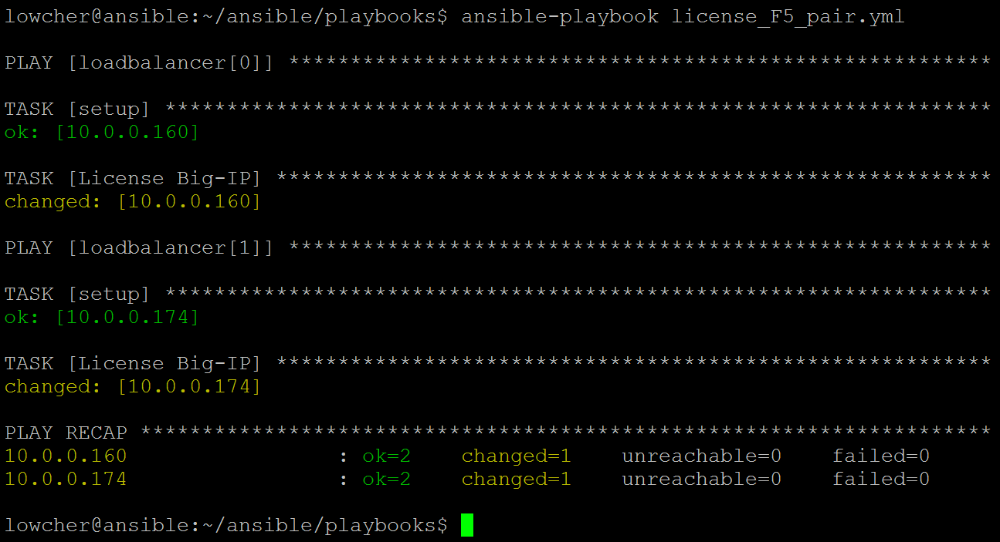 lowcher@ansible:~/ansible/playbooks$ ansible-playbook license_F5_pair.yml
PLAY [loadbalancer[0]] *********************************************************
TASK [setup] *******************************************************************
ok: [10.0.0.160]
TASK [License Big-IP] **********************************************************
changed: [10.0.0.160]
PLAY [loadbalancer[1]] *********************************************************
TASK [setup] *******************************************************************
ok: [10.0.0.174]
TASK [License Big-IP] **********************************************************
changed: [10.0.0.174]
PLAY RECAP *********************************************************************
10.0.0.160                 : ok=2    changed=1    unreachable=0    failed=0
10.0.0.174                 : ok=2    changed=1    unreachable=0    failed=0
lowcher@ansible:~/ansible/playbooks$